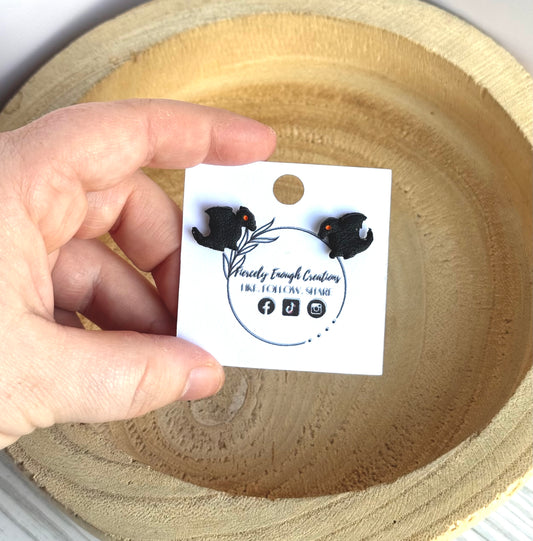 Fiercely Enough Creations
LIKE. FOLLOW. SHARE